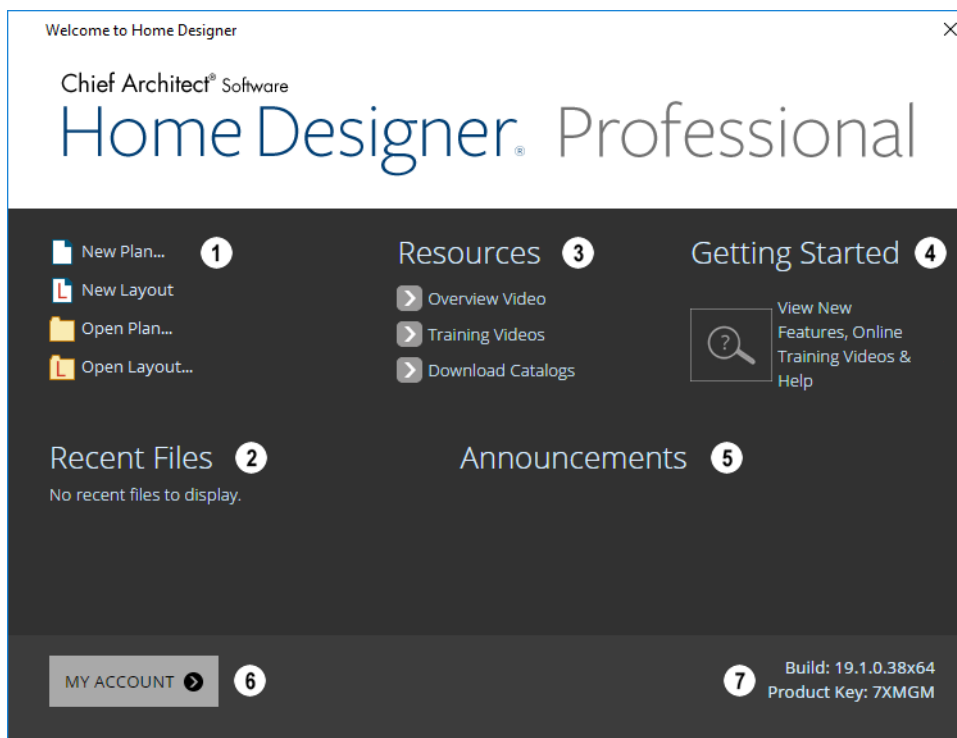 Welcome to Home Designer
Chief Architect® Software
Home Designer® Professional
New Plan... 1
New Layout
Open Plan...
Open Layout...
Resources 3
Overview Video
Training Videos
Download Catalogs
Getting Started 4
View New
Features, Online
Training Videos &
Help
Recent Files 2
No recent files to display.
Announcements 5
MY ACCOUNT 6
7 Build: 19.1.0.38x64
Product Key: 7XMGM